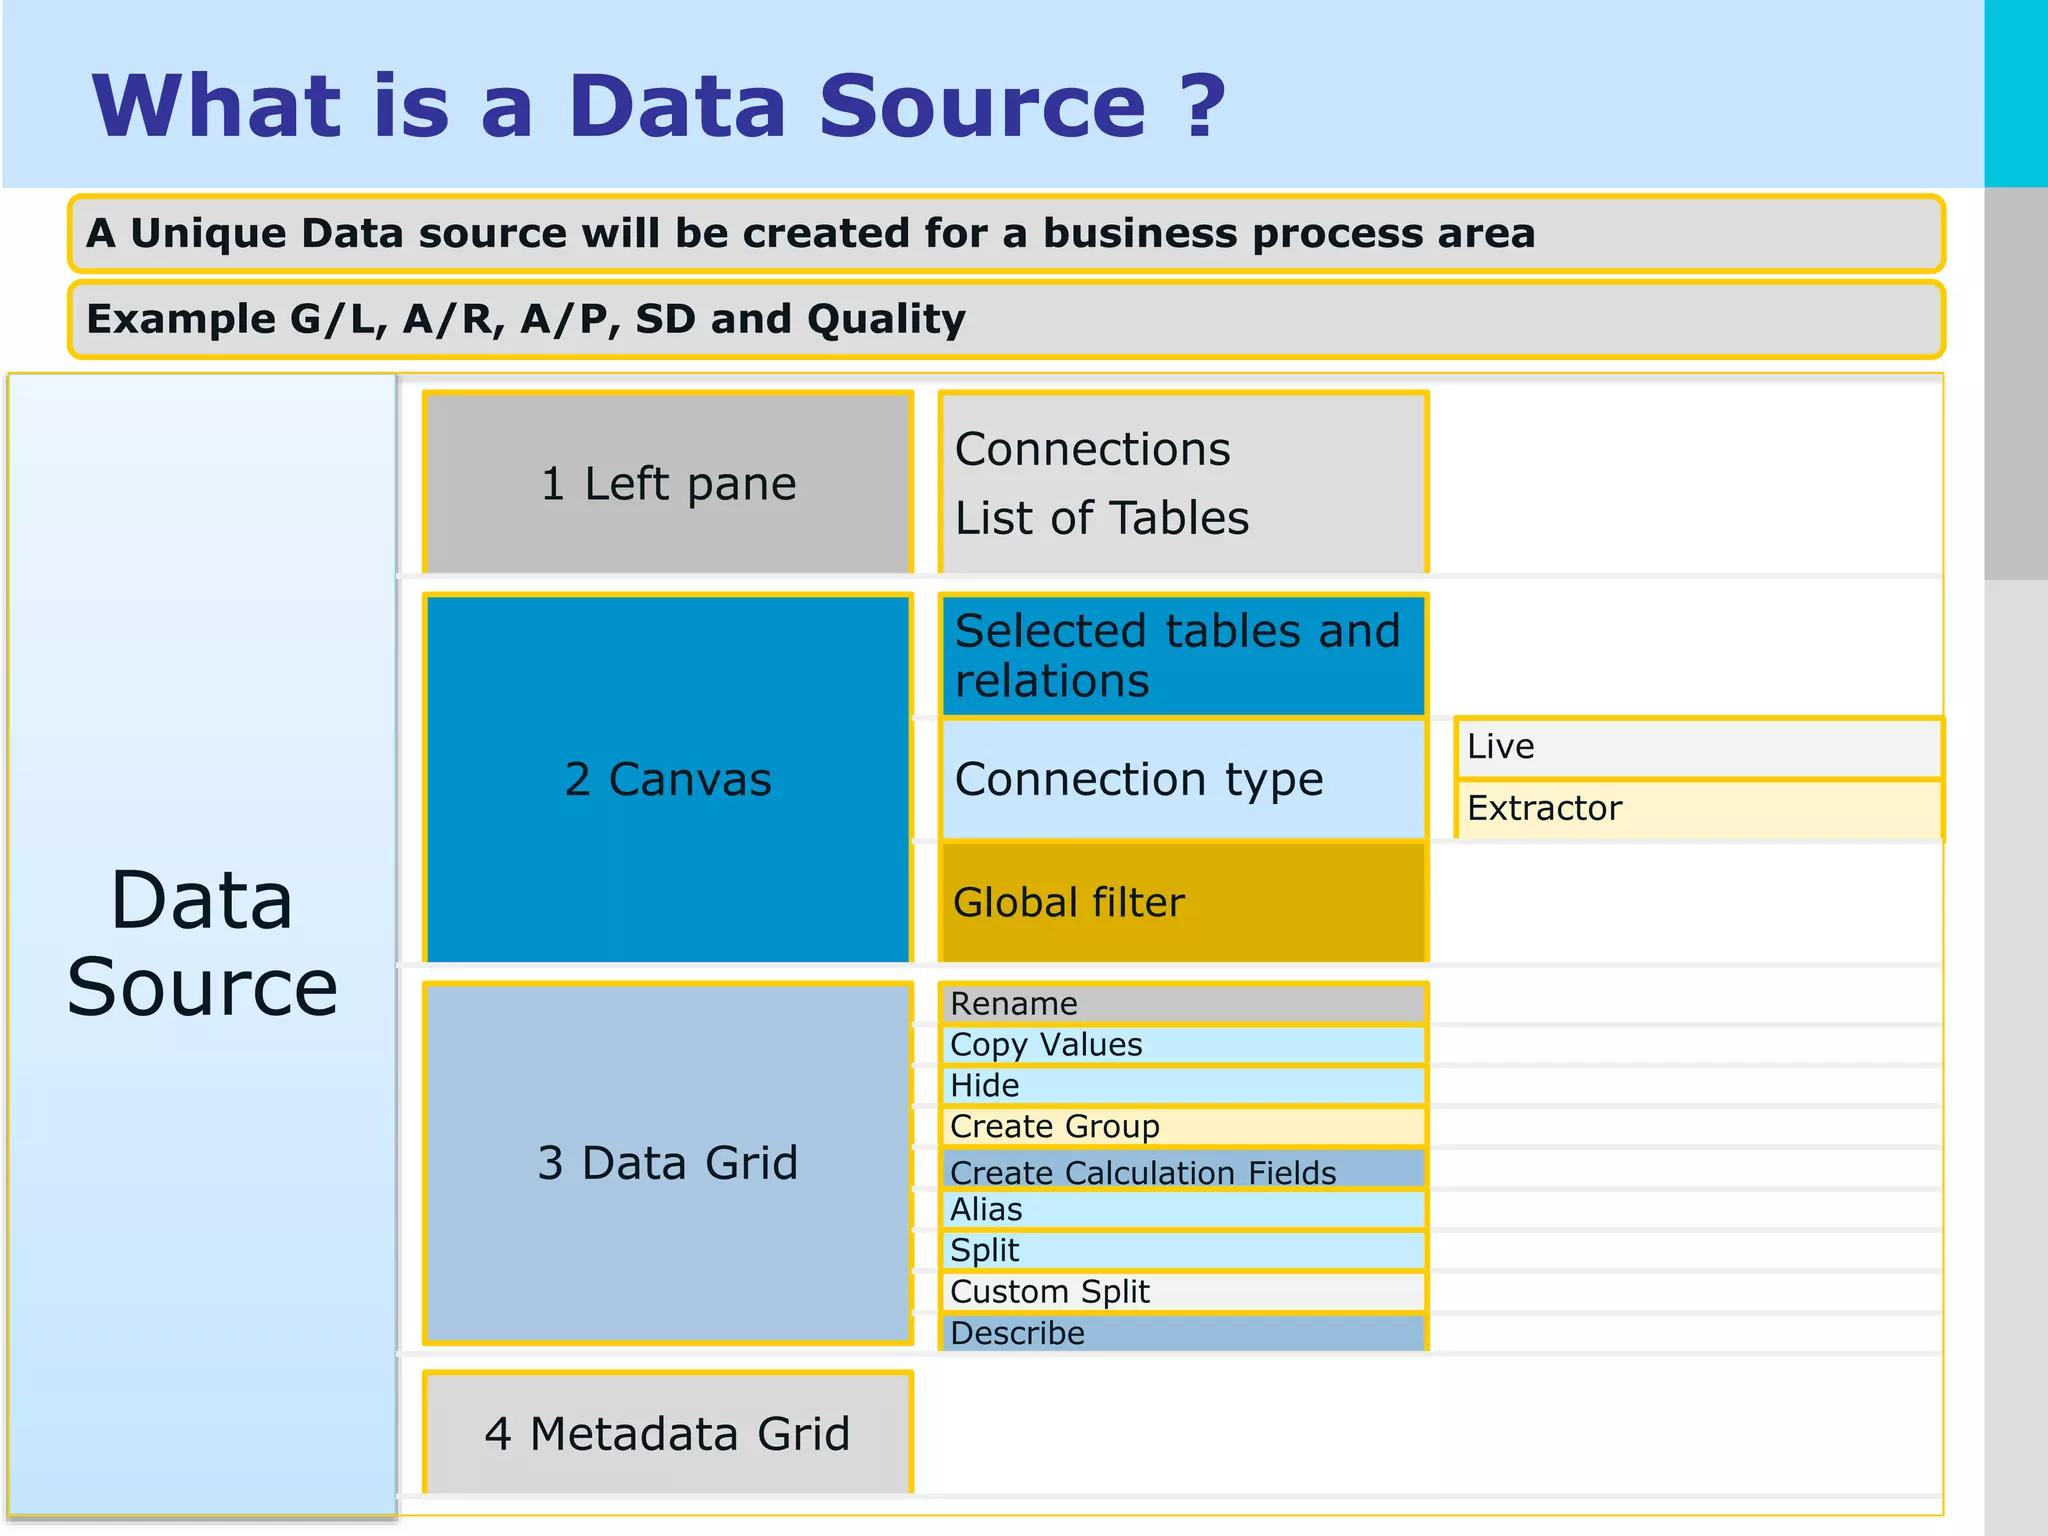 What is a Data Source ?
A Unique Data source will be created for a business process area
Example G/L, A/R, A/P, SD and Quality
Data
Source
1 Left pane
Connections
List of Tables
2 Canvas
Selected tables and
relations
Connection type
Live
Extractor
Global filter
3 Data Grid
Rename
Copy Values
Hide
Create Group
Create Calculation Fields
Alias
Split
Custom Split
Describe
4 Metadata Grid